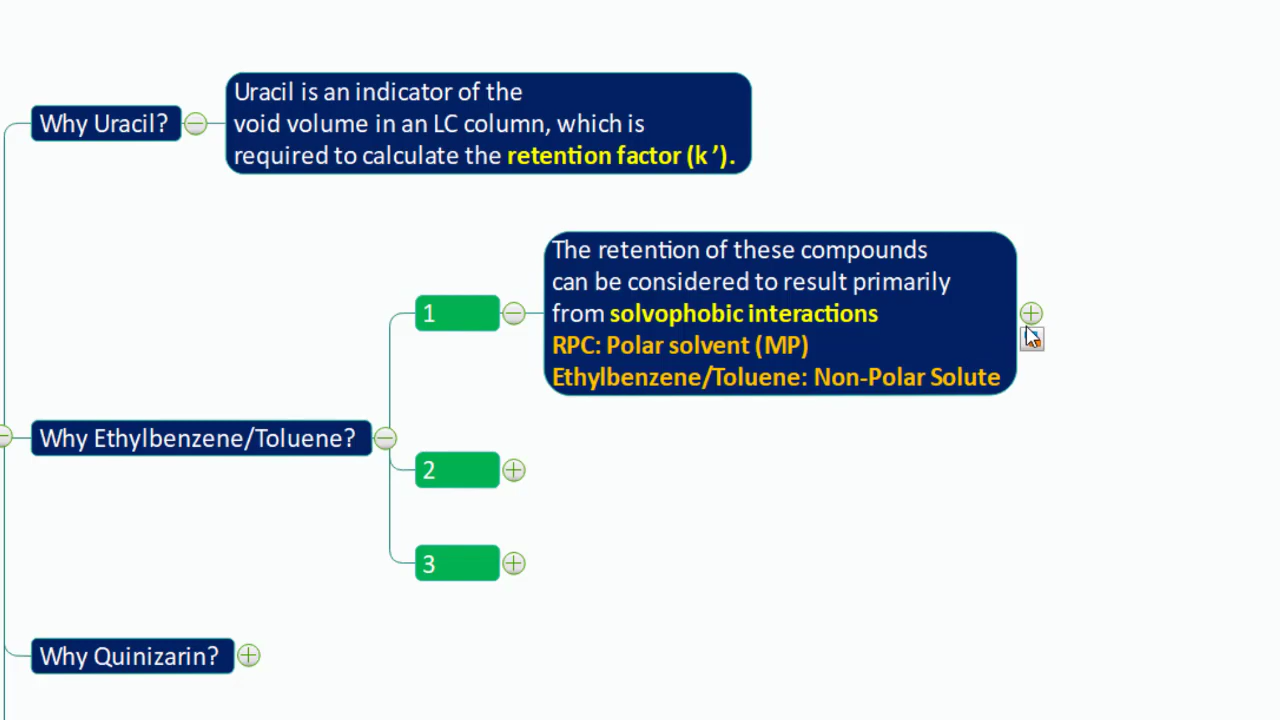 Why Uracil?
Uracil is an indicator of the
void volume in an LC column, which is
required to calculate the retention factor (k ’).
Why Ethylbenzene/Toluene?
1
The retention of these compounds
can be considered to result primarily
from solvophobic interactions
RPC: Polar solvent (MP)
Ethylbenzene/Toluene: Non-Polar Solute
2
3
Why Quinizarin?